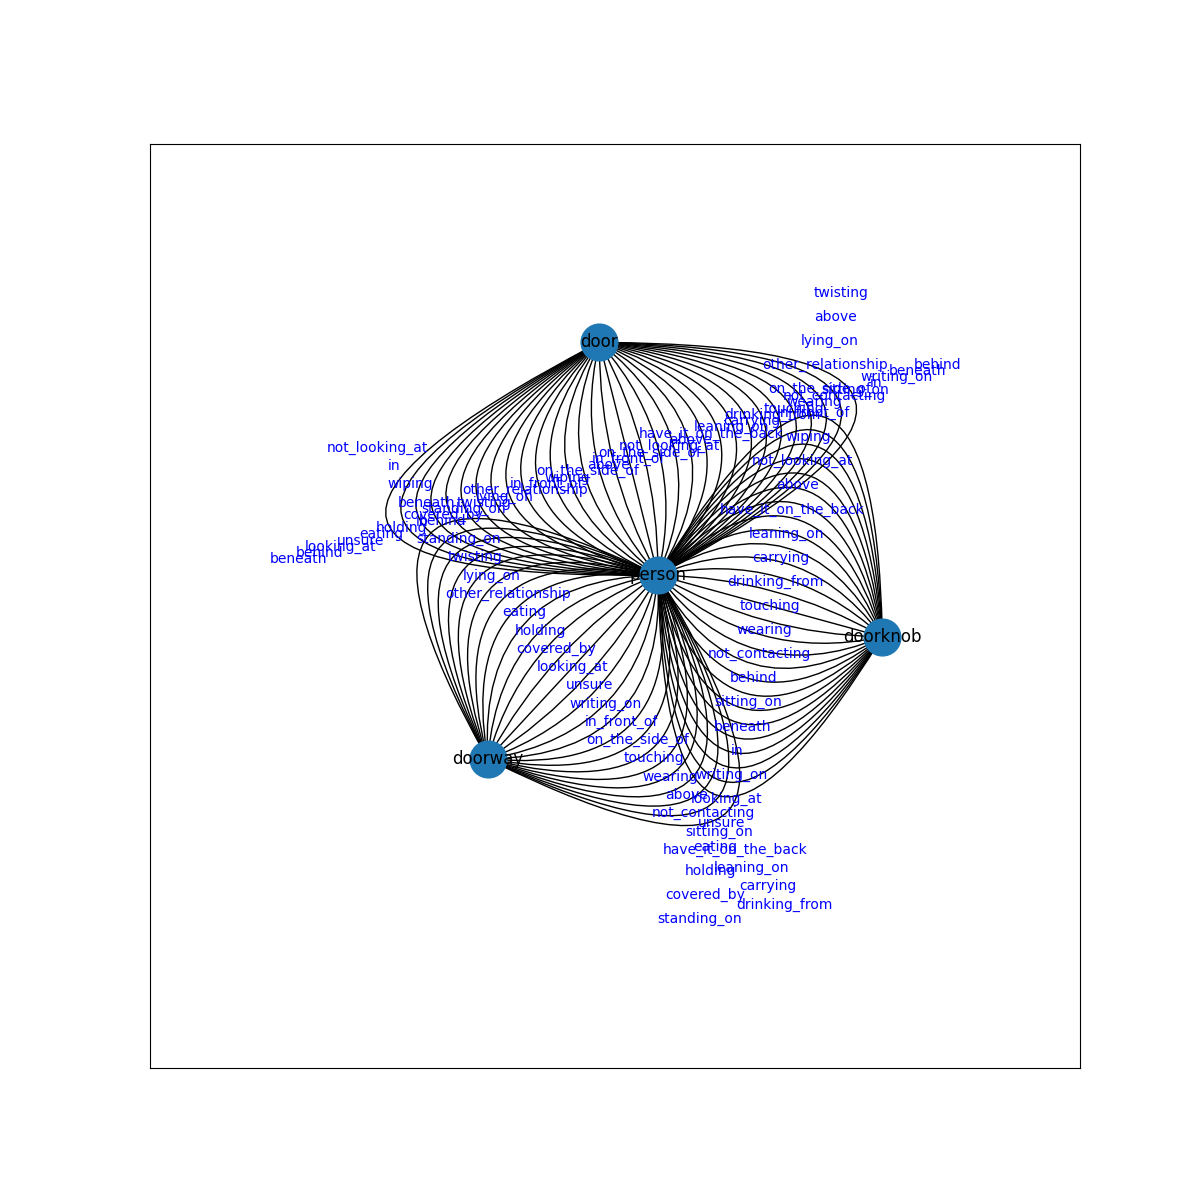 twisting
above
lying_on
door
other_relationship
behind
beneath
writing_on
in
on_the_side_of
sitting_on
not_contacting
wearing
touching
in_front_of
drinking_from
carrying
leaning_on
have_it_on_the_back
wiping
above
not_looking_at
not_looking_at
on_the_side_of
in_front_of
not_looking_at
in
above
on_the_side_of
wiping
wiping
above
in_front_of
other_relationship
lying_on
beneath
twisting
standing_on
have_it_on_the_back
covered_by
behind
holding
eating
leaning_on
unsure
standing_on
looking_at
behind
beneath
twisting
carrying
lying_on
person
drinking_from
other_relationship
touching
eating
holding
wearing
doorknob
covered_by
not_contacting
looking_at
behind
unsure
writing_on
sitting_on
in_front_of
beneath
on_the_side_of
in
doorway
touching
wearing
writing_on
above
looking_at
not_contacting
unsure
sitting_on
eating
have_it_on_the_back
holding
leaning_on
carrying
covered_by
drinking_from
standing_on